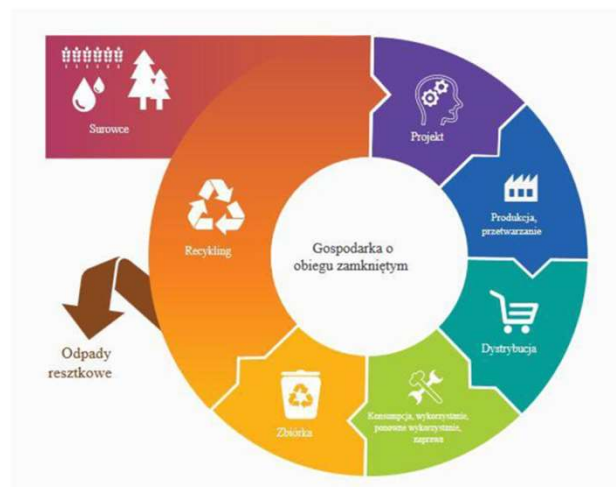 Surowce
Projekt
Produkcja,
przetwarzanie
Dystrybucja
Konsumpcja, wykorzystanie,
ponowne wykorzystanie,
naprawa
Zbiórka
Recykling
Gospodarka o
obiegu zamkniętym
Odpady
resztkowe